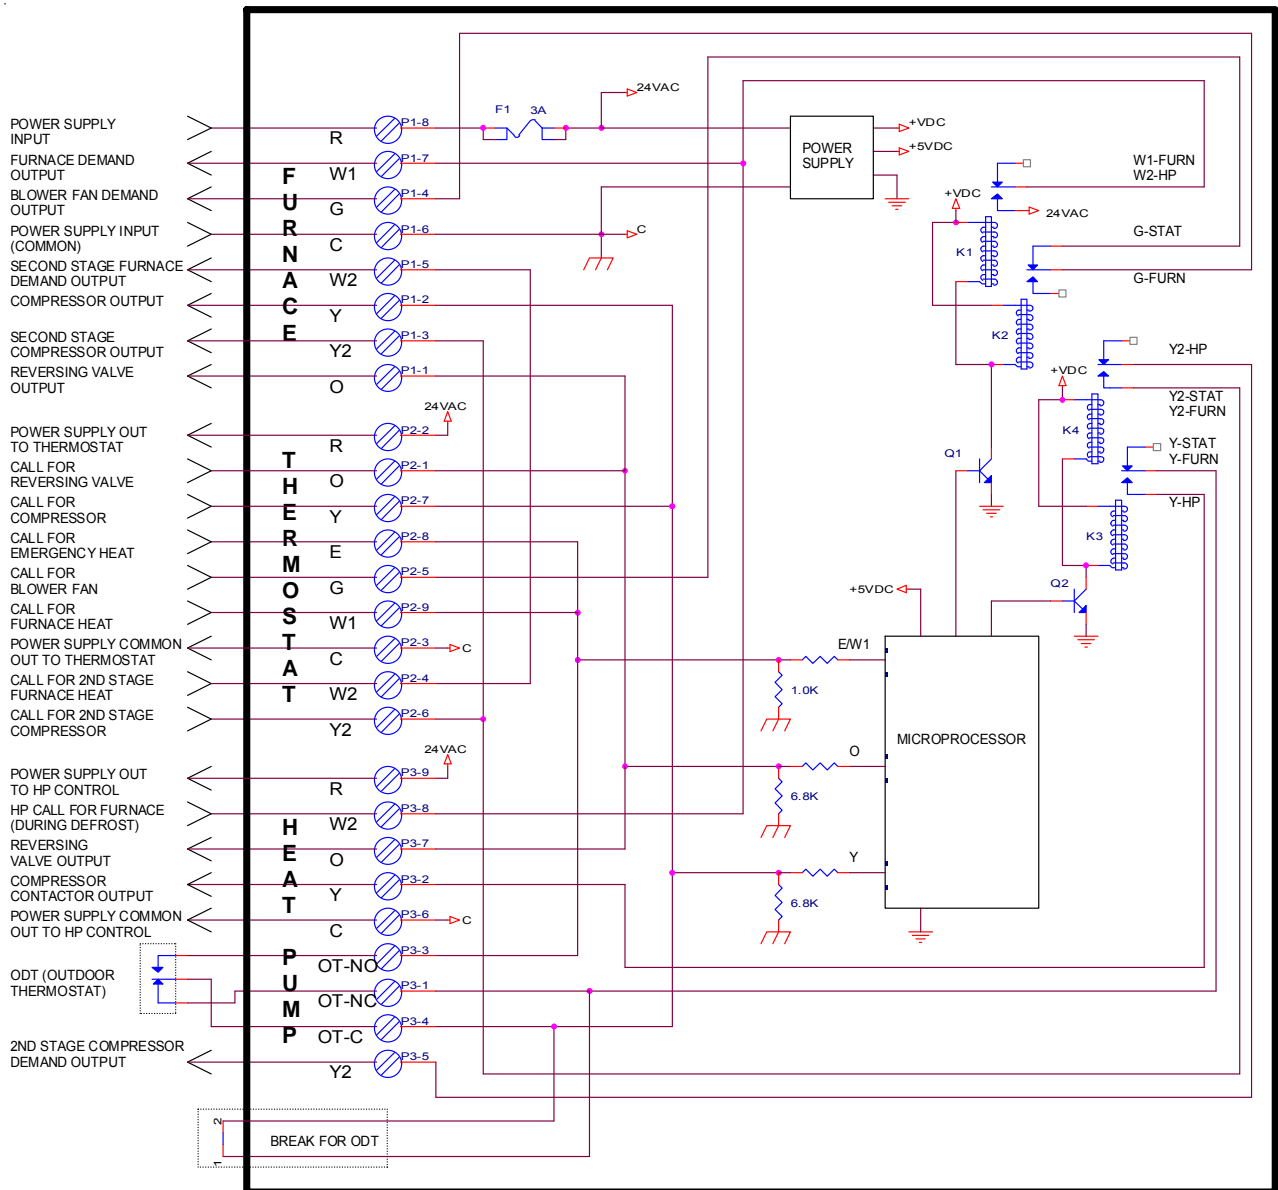 POWER SUPPLY
INPUT
R
P1-8
F1
3A
24VAC
FURNACE DEMAND
OUTPUT
W1
P1-7
BLOWER FAN DEMAND
OUTPUT
G
P1-4
POWER SUPPLY INPUT
(COMMON)
C
P1-6
C
SECOND STAGE FURNACE
DEMAND OUTPUT
W2
P1-5
COMPRESSOR OUTPUT
Y
P1-2
SECOND STAGE
COMPRESSOR OUTPUT
Y2
P1-3
REVERSING VALVE
OUTPUT
O
P1-1
FURNACE
POWER
SUPPLY
+VDC
+5VDC
W1-FURN
W2-HP
+VDC
24VAC
K1
G-STAT
G-FURN
K2
Y2-HP
+VDC
Y2-STAT
Y2-FURN
K4
Y-STAT
Y-FURN
Y-HP
K3
Q1
Q2
POWER SUPPLY OUT
TO THERMOSTAT
R
P2-2
24VAC
CALL FOR
REVERSING VALVE
O
P2-1
CALL FOR
COMPRESSOR
Y
P2-7
CALL FOR
EMERGENCY HEAT
E
P2-8
CALL FOR
BLOWER FAN
G
P2-5
CALL FOR
FURNACE HEAT
W1
P2-9
POWER SUPPLY COMMON
OUT TO THERMOSTAT
C
P2-3
C
CALL FOR 2ND STAGE
FURNACE HEAT
W2
P2-4
CALL FOR 2ND STAGE
COMPRESSOR
Y2
P2-6
THERMOSTAT
+5VDC
E/W1
1.0K
MICROPROCESSOR
O
6.8K
Y
6.8K
POWER SUPPLY OUT
TO HP CONTROL
R
P3-9
24VAC
HP CALL FOR FURNACE
(DURING DEFROST)
W2
P3-8
REVERSING
VALVE OUTPUT
O
P3-7
COMPRESSOR
CONTACTOR OUTPUT
Y
P3-2
POWER SUPPLY COMMON
OUT TO HP CONTROL
C
P3-6
C
OT-NO
P3-3
ODT (OUTDOOR
THERMOSTAT)
OT-NC
P3-1
OT-C
P3-4
2ND STAGE COMPRESSOR
DEMAND OUTPUT
Y2
P3-5
HEAT PUMP
2
BREAK FOR ODT
1